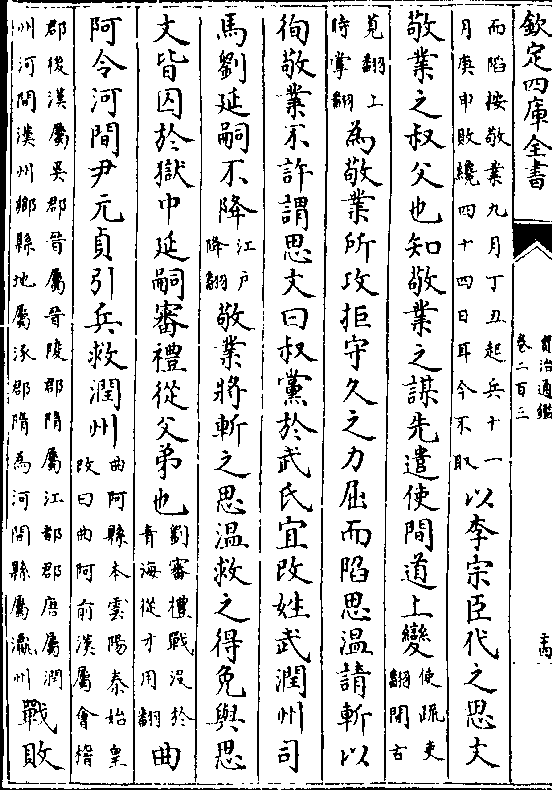 欽定四庫全書
資治通鑑
卷二百三
而陷按敬業九月丁丑起兵十一
月庚申敗纔四十四日耳今不取
以李宗臣代之思文
敬業之叔父也知敬業之謀先遣使間道上變
使疏吏
翻間古
莧翻上
時掌翻
為敬業所攻拒守久之力屈而陷思溫請斬以
徇敬業不許謂思文曰叔黨於武氏宜改姓武潤州司
馬劉延嗣不降
江户
降翻
敬業將斬之思溫救之得免與思
文皆囚於獄中延嗣審禮從父弟也
劉審禮戰没於
青海從才用翻
曲
阿令河間尹元貞引兵救潤州
曲阿縣本雲陽秦始皇
改曰曲阿前漢屬會稽
郡後漢屬吳郡晉屬晉陵郡隋屬江都郡唐屬潤
州河間漢州鄉縣地屬涿郡隋為河間縣屬瀛州
戰敗